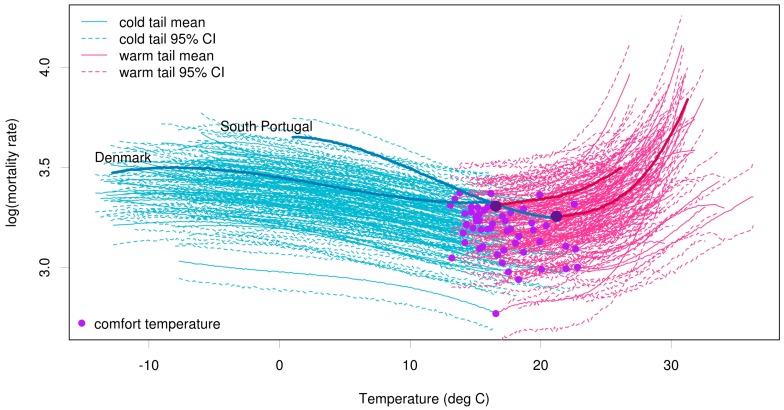 cold tail mean
cold tail 95% CI
warm tail mean
warm tail 95% CI
4.0
South Portugal
Denmark
3.5
log(mortality rate)
3.0
comfort temperature
-10 0 10 20 30
Temperature (deg C)